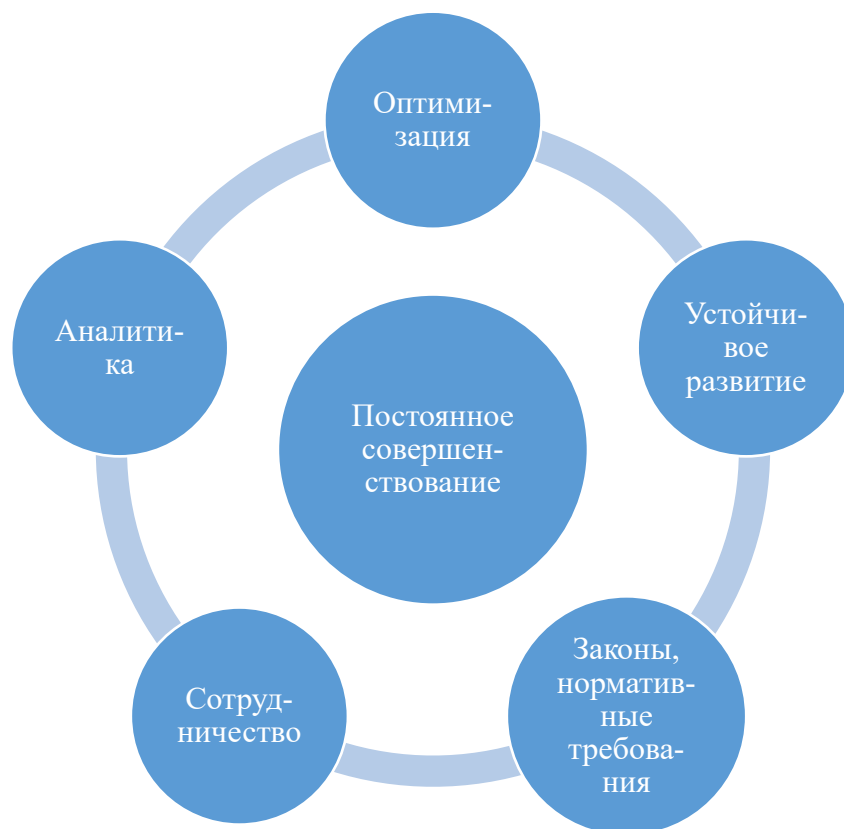 Оптими-
зация
Устойчи-
вое
развитие
Законы,
норматив-
ные
требова-
ния
Сотруд-
ничество
Аналити-
ка
Постоянное
совершен-
ствование